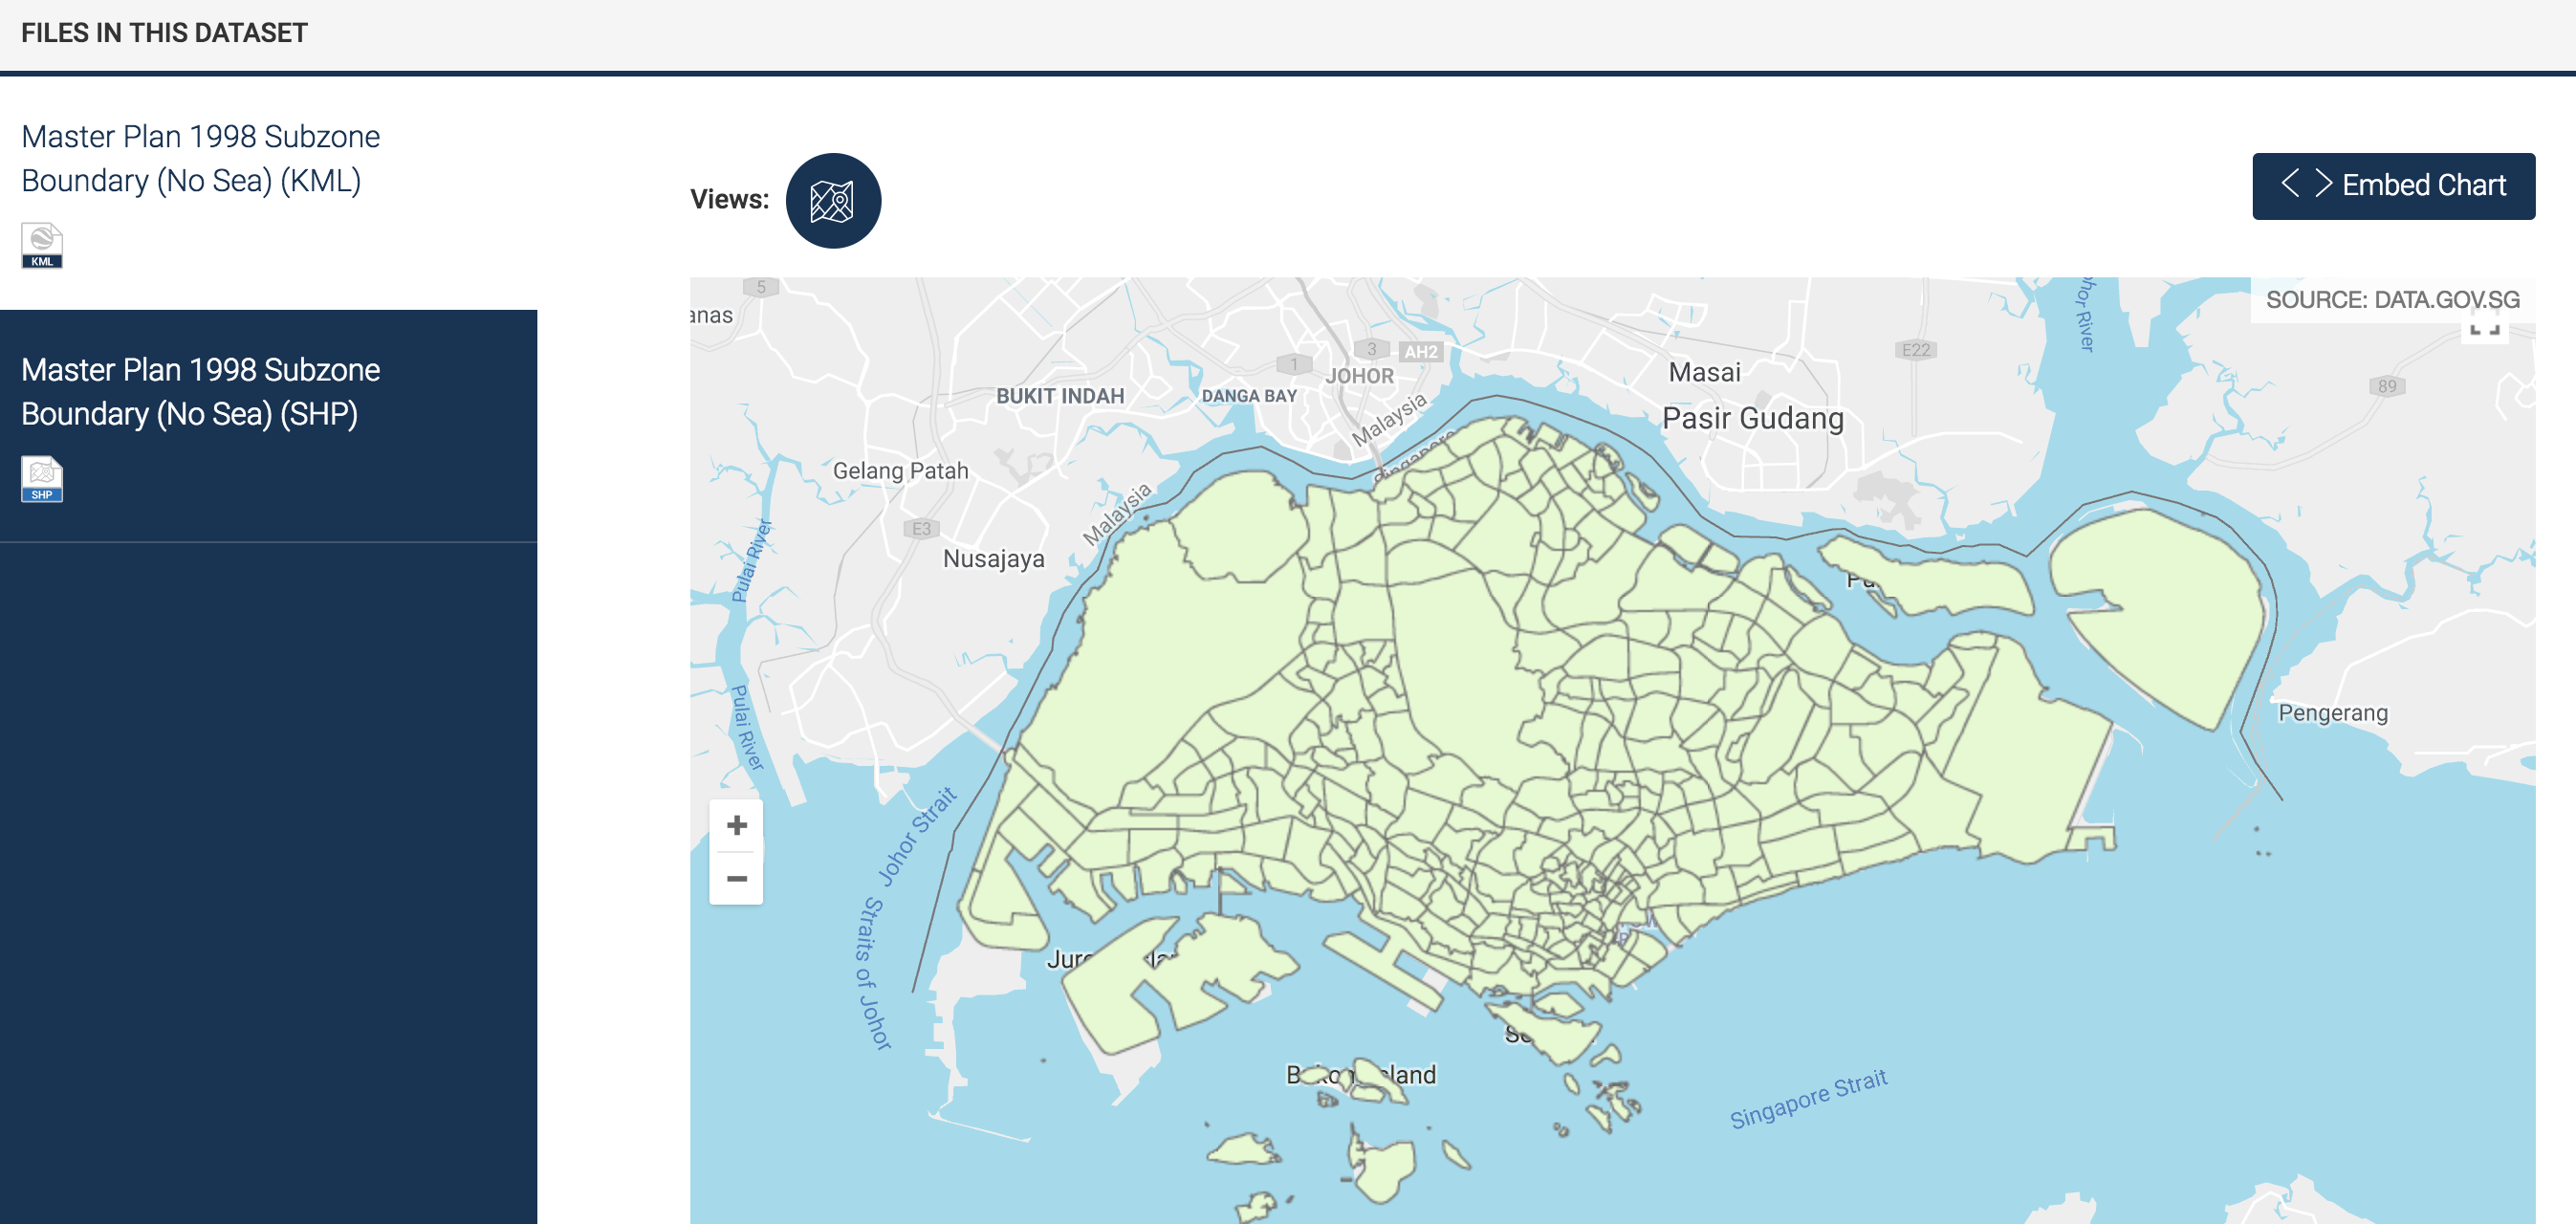 FILES IN THIS DATASET
Master Plan 1998 Subzone
Boundary (No Sea) (KML)
KML
Master Plan 1998 Subzone
Boundary (No Sea) (SHP)
SHP
Views:
< > Embed Chart
SOURCE: DATA.GOV.SG
5
anas
3
AH2
1
JOHOR
BUKIT INDAH
DANGA BAY
Malaysia
Singapore
Masai
Pasir Gudang
E22
hor River
89
Gelang Patah
Malaysia
E3
Nusajaya
Pulai River
Pulai River
Pengerang
+
−
Johor Strait
Straits of Johor
Singapore Strait